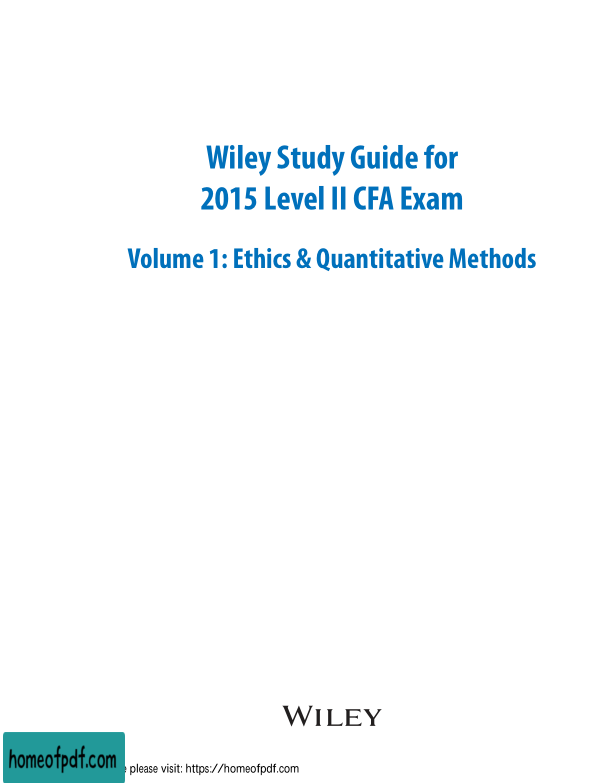 Wiley Study Guide for
2015 Level II CFA Exam
Volume 1: Ethics & Quantitative Methods
WILEY
homeofpdf.com please visit: https://homeofpdf.com